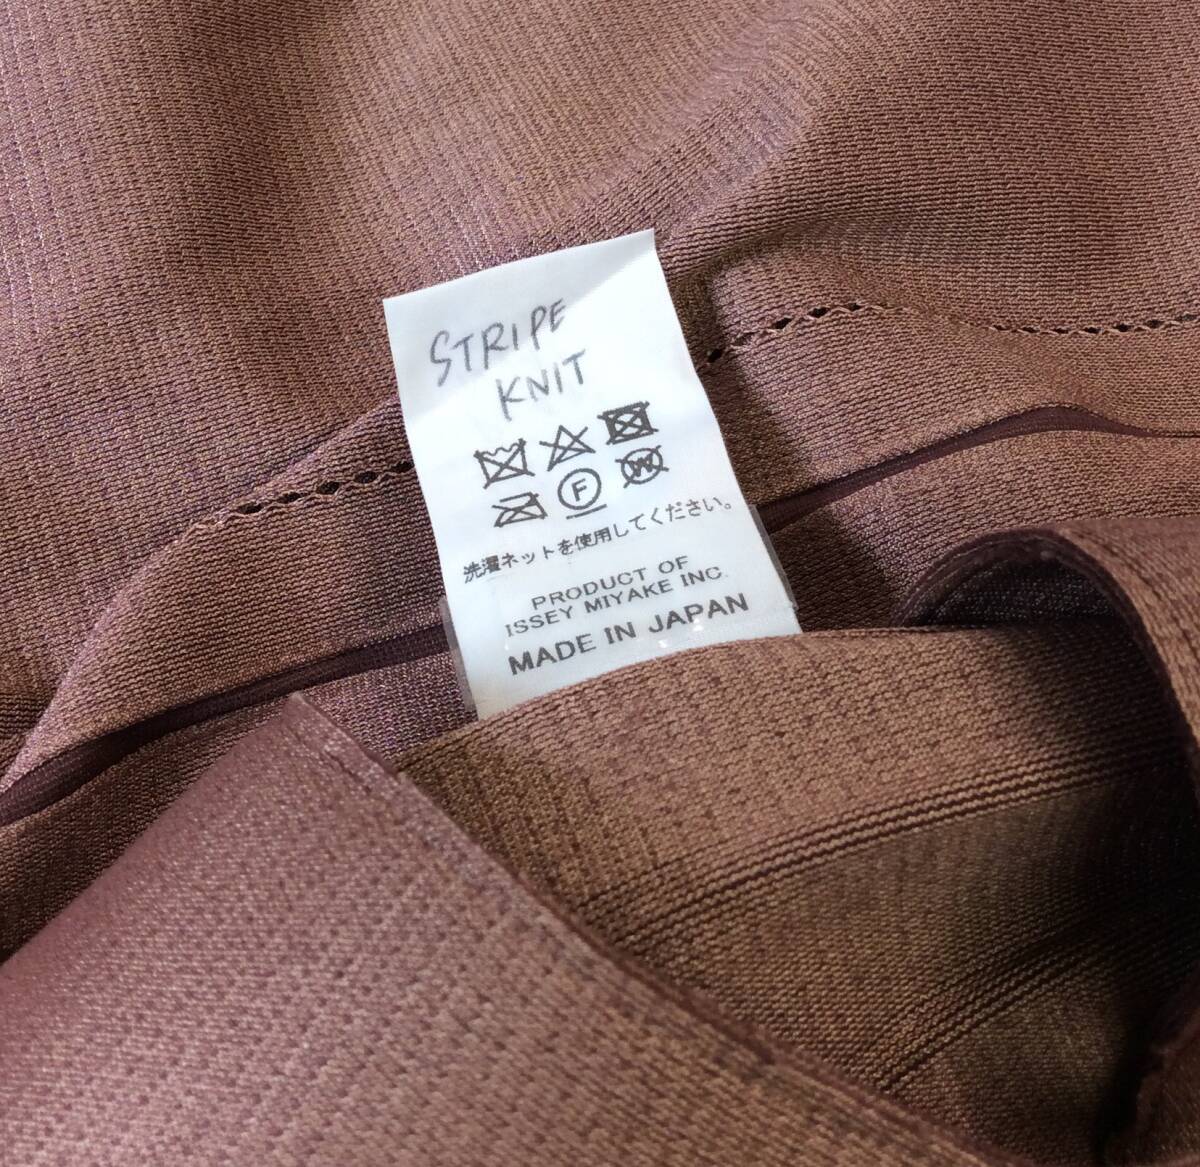 STRIPE
KNIT
F
W
洗濯ネットを使用してください。
PRODUCT OF
ISSEY MIYAKE INC.
MADE IN JAPAN